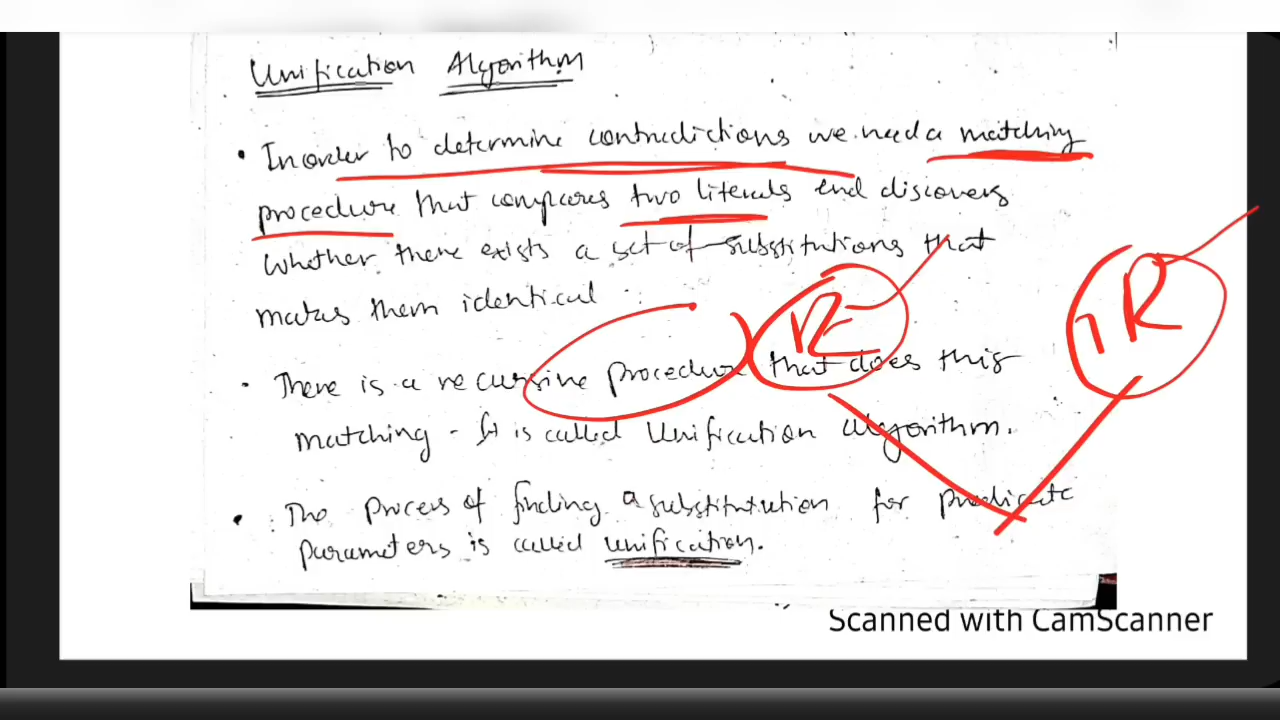 Unification Algorithm
• In order to determine contradictions we need a matching
procedure that compares two literals and discovers
whether there exists a set of substitutions that
makes them identical
R
¬R
• There is a recursive procedure that does this
matching - It is called Unification algorithm.
• The process of finding a substitution for predicate
parameters is called unification.
Scanned with CamScanner